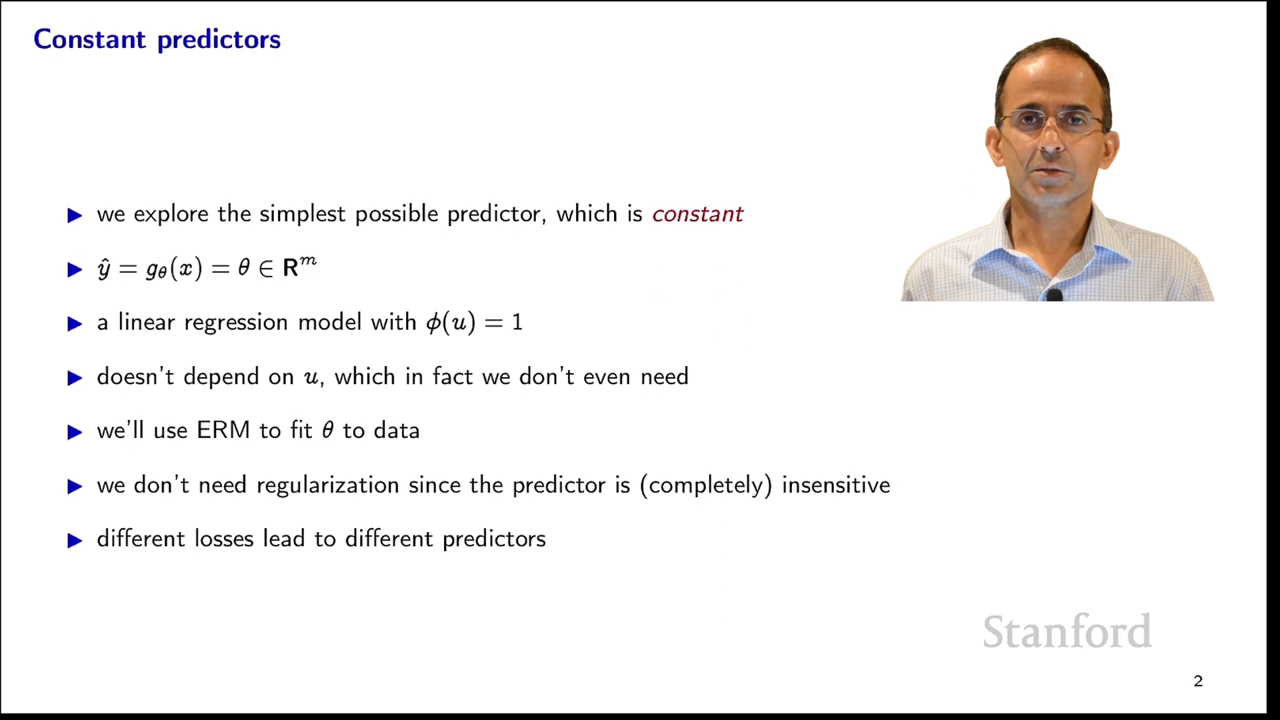 Constant predictors
▶ we explore the simplest possible predictor, which is constant
▶ ŷ = g_θ(x) = θ ∈ R^m
▶ a linear regression model with ϕ(u) = 1
▶ doesn't depend on u, which in fact we don't even need
▶ we'll use ERM to fit θ to data
▶ we don't need regularization since the predictor is (completely) insensitive
▶ different losses lead to different predictors
Stanford
2